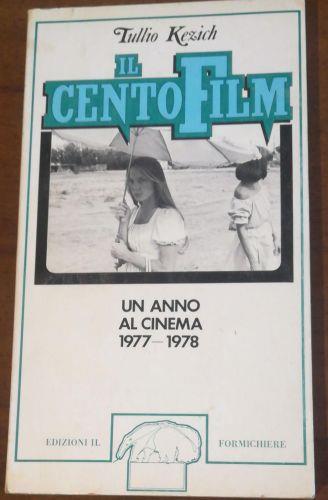 Tullio Kezich
IL
CENTOFILM
UN ANNO
AL CINEMA
1977-1978
EDIZIONI IL FORMICHIERE